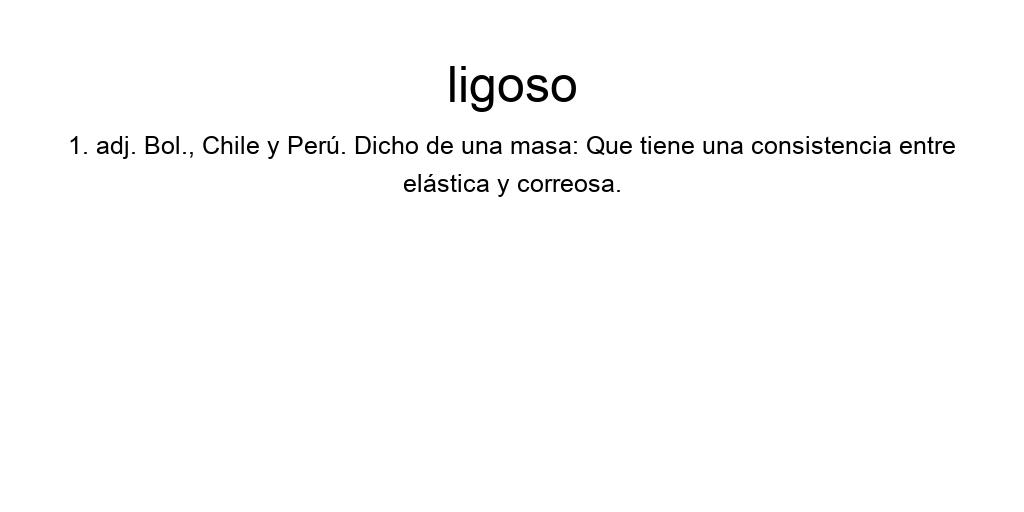 ligoso
1. adj. Bol., Chile y Perú. Dicho de una masa: Que tiene una consistencia entre
elástica y correosa.